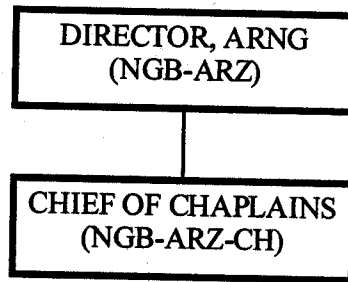 DIRECTOR, ARNG
(NGB-ARZ)
CHIEF OF CHAPLAINS
(NGB-ARZ-CH)